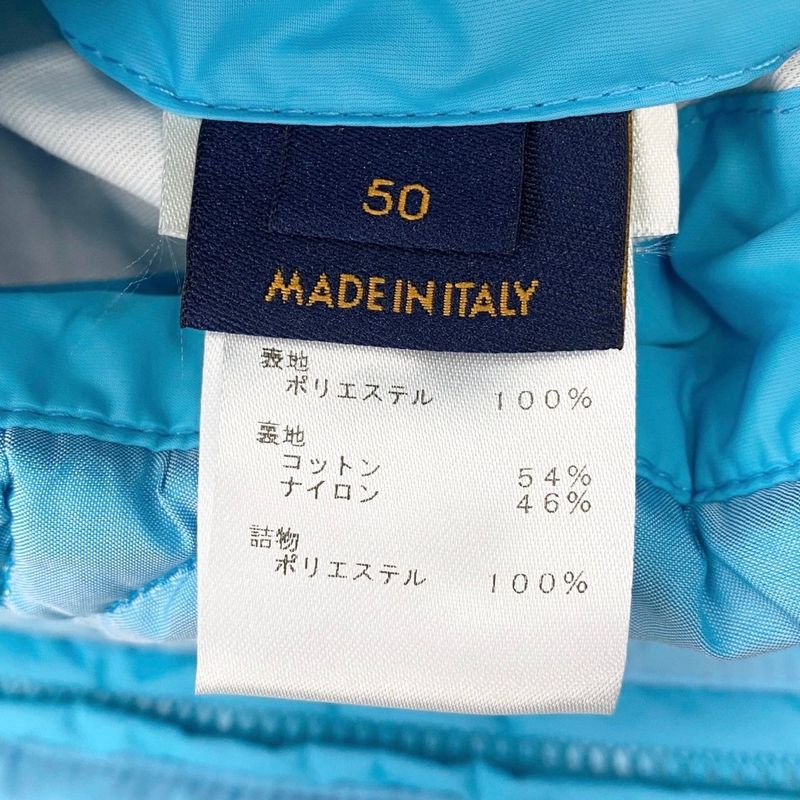 50
MADE IN ITALY
表地
ポリエステル 100%
裏地
コットン 54%
ナイロン 46%
詰物
ポリエステル 100%